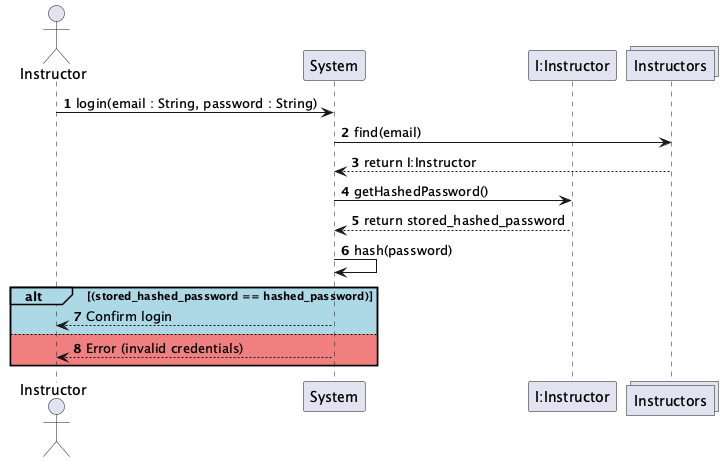 Instructor
System
I:Instructor
Instructors
1 login(email : String, password : String)
2 find(email)
3 return I:Instructor
4 getHashedPassword()
5 return stored_hashed_password
6 hash(password)
alt [(stored_hashed_password == hashed_password)]
7 Confirm login
8 Error (invalid credentials)
Instructor
System
I:Instructor
Instructors